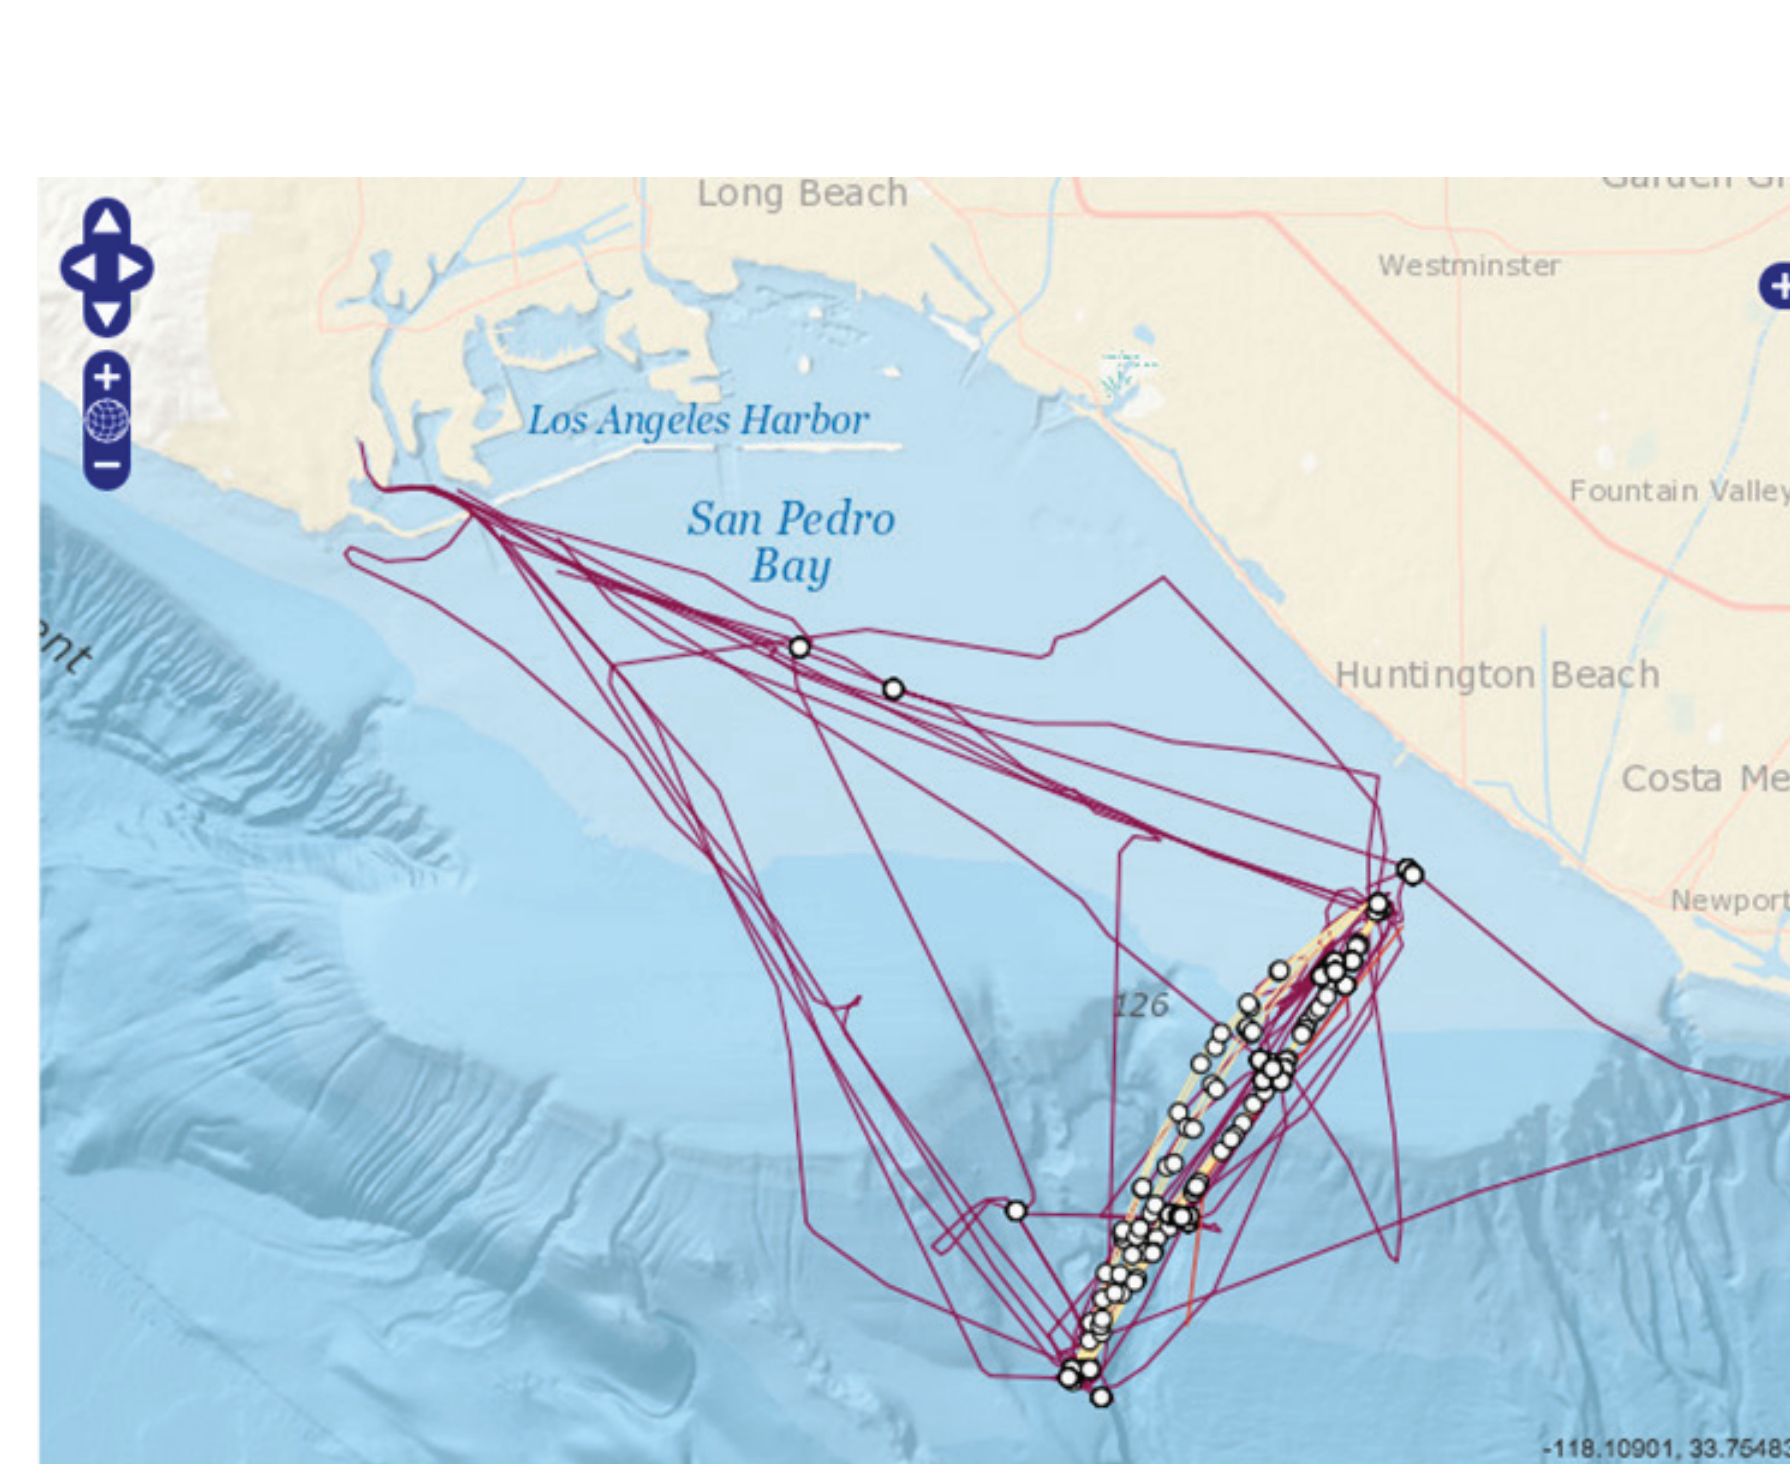 Long Beach
Westminster
Los Angeles Harbor
San Pedro
Bay
Fountain Valley
Huntington Beach
Costa Me
Newport
126
-118.10901, 33.75483